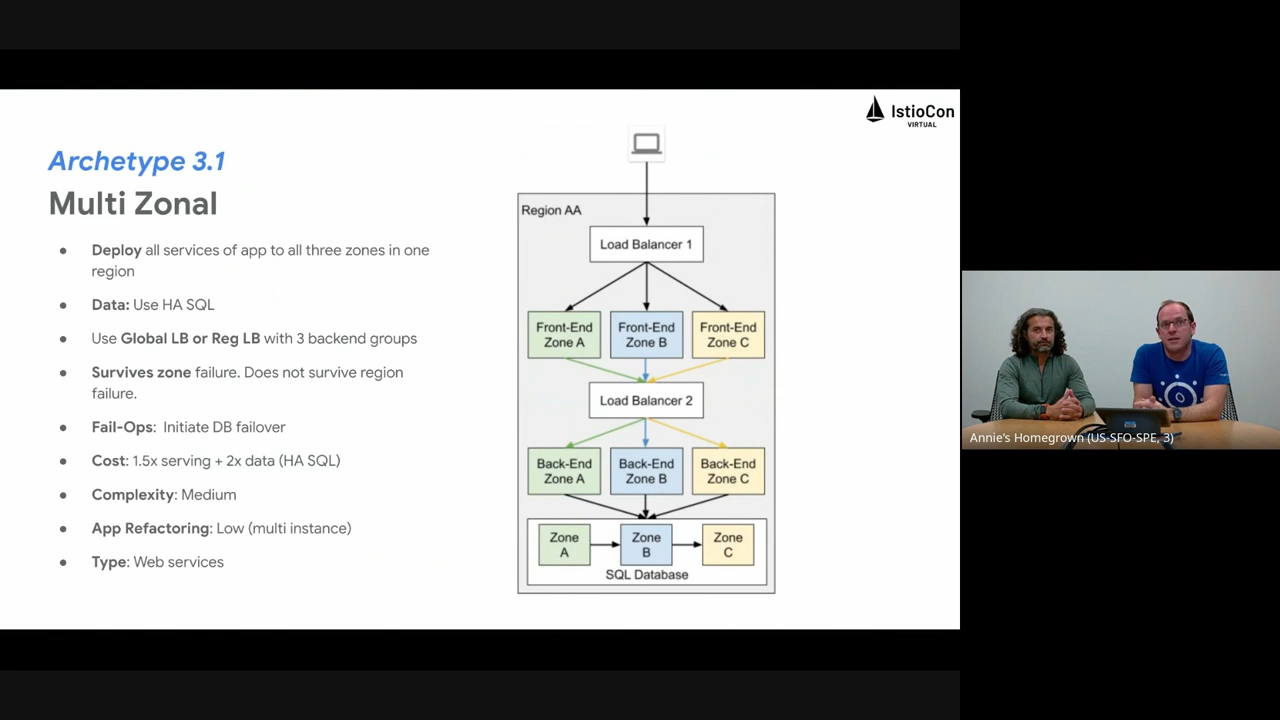 IstioCon
VIRTUAL
Archetype 3.1
Multi Zonal
● Deploy all services of app to all three zones in one
region
● Data: Use HA SQL
● Use Global LB or Reg LB with 3 backend groups
● Survives zone failure. Does not survive region
failure.
● Fail-Ops: Initiate DB failover
● Cost: 1.5x serving + 2x data (HA SQL)
● Complexity: Medium
● App Refactoring: Low (multi instance)
● Type: Web services
Region AA
Load Balancer 1
Front-End
Zone A
Front-End
Zone B
Front-End
Zone C
Load Balancer 2
Back-End
Zone A
Back-End
Zone B
Back-End
Zone C
Zone
A
Zone
B
Zone
C
SQL Database
Annie's Homegrown (US-SFO-SPE, 3)